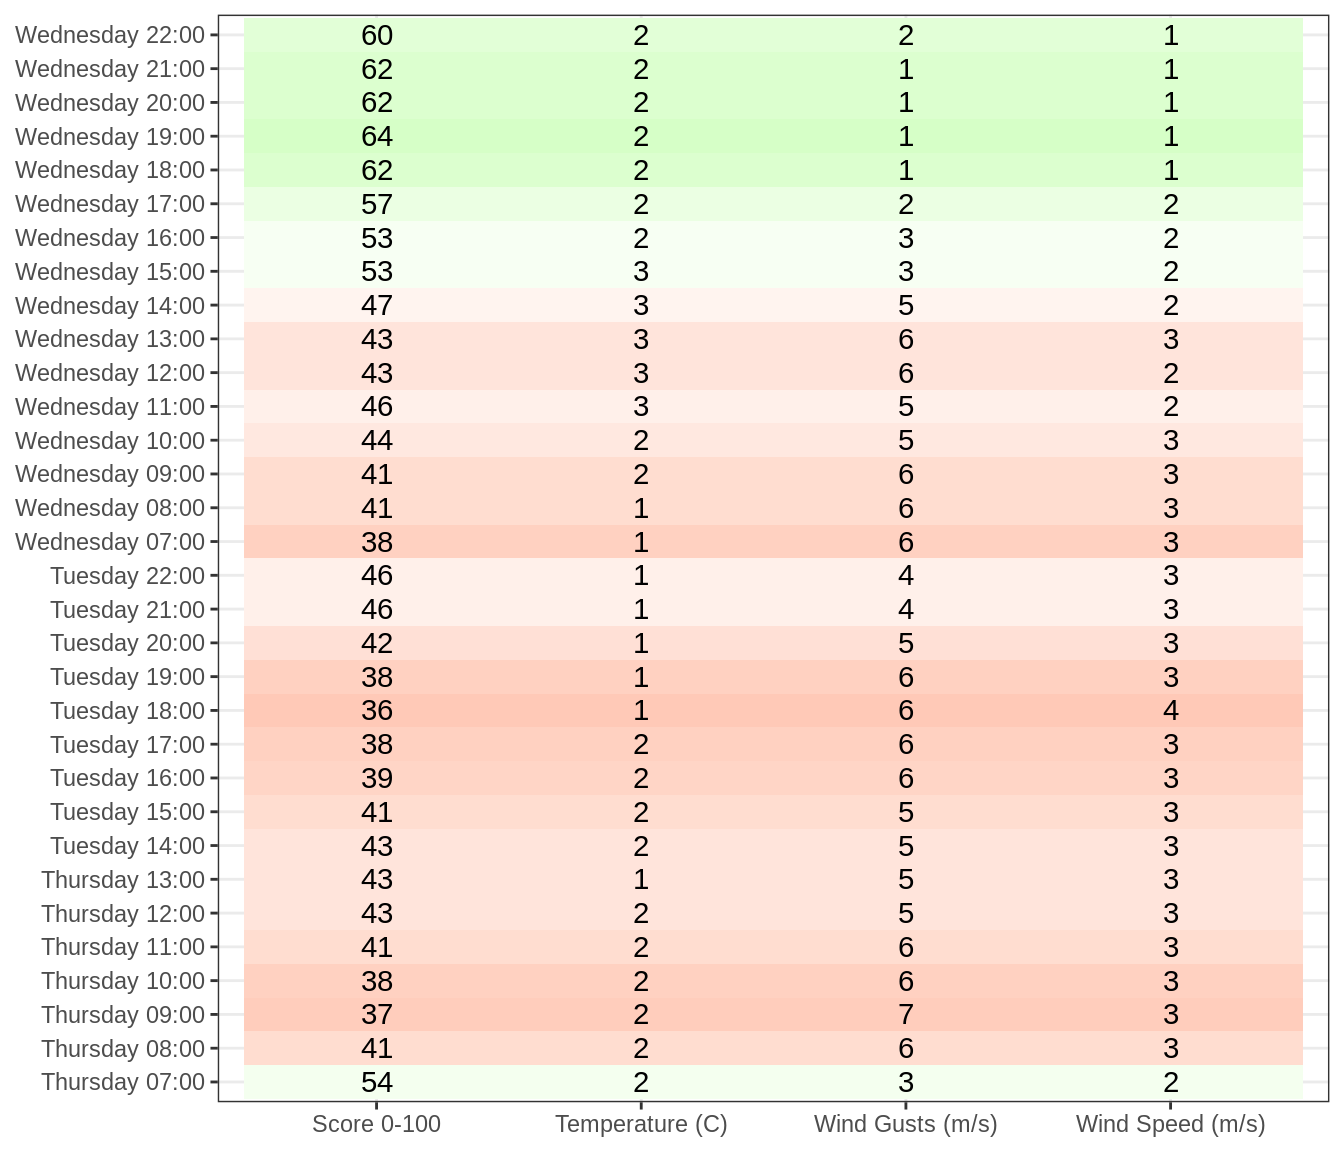 Wednesday 22:00 60 2 2 1
Wednesday 21:00 62 2 1 1
Wednesday 20:00 62 2 1 1
Wednesday 19:00 64 2 1 1
Wednesday 18:00 62 2 1 1
Wednesday 17:00 57 2 2 2
Wednesday 16:00 53 2 3 2
Wednesday 15:00 53 3 3 2
Wednesday 14:00 47 3 5 2
Wednesday 13:00 43 3 6 3
Wednesday 12:00 43 3 6 2
Wednesday 11:00 46 3 5 2
Wednesday 10:00 44 2 5 3
Wednesday 09:00 41 2 6 3
Wednesday 08:00 41 1 6 3
Wednesday 07:00 38 1 6 3
Tuesday 22:00 46 1 4 3
Tuesday 21:00 46 1 4 3
Tuesday 20:00 42 1 5 3
Tuesday 19:00 38 1 6 3
Tuesday 18:00 36 1 6 4
Tuesday 17:00 38 2 6 3
Tuesday 16:00 39 2 6 3
Tuesday 15:00 41 2 5 3
Tuesday 14:00 43 2 5 3
Thursday 13:00 43 1 5 3
Thursday 12:00 43 2 5 3
Thursday 11:00 41 2 6 3
Thursday 10:00 38 2 6 3
Thursday 09:00 37 2 7 3
Thursday 08:00 41 2 6 3
Thursday 07:00 54 2 3 2
Score 0-100 Temperature (C) Wind Gusts (m/s) Wind Speed (m/s)